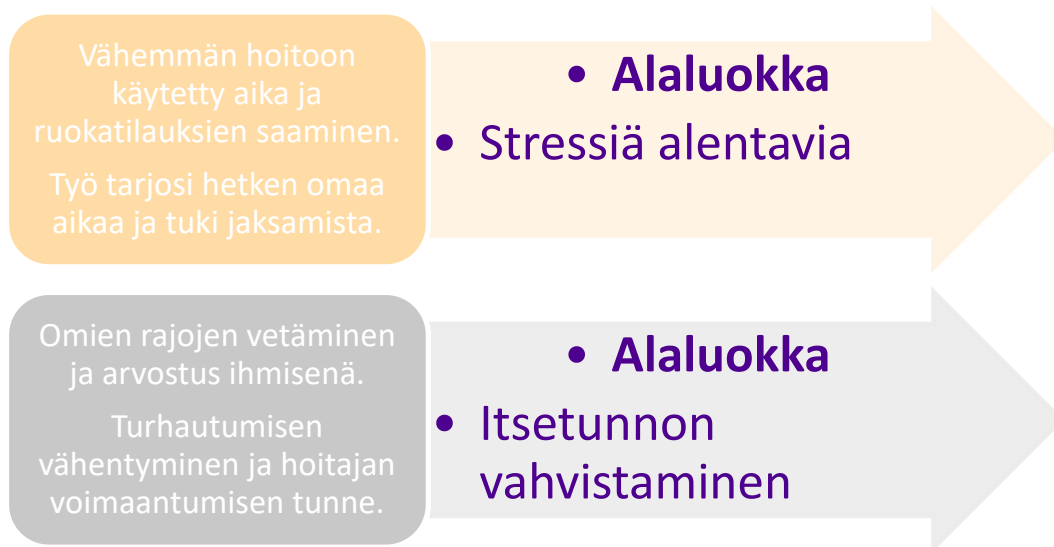 Vähemmän hoitoon
käytetty aika ja
ruokatilauksien saaminen.
Työ tarjosi hetken omaa
aikaa ja tuki jaksamista.
• Alaluokka
• Stressiä alentavia
Omien rajojen vetäminen
ja arvostus ihmisenä.
Turhautumisen
vähentyminen ja hoitajan
voimaantumisen tunne.
• Alaluokka
• Itsetunnon
vahvistaminen